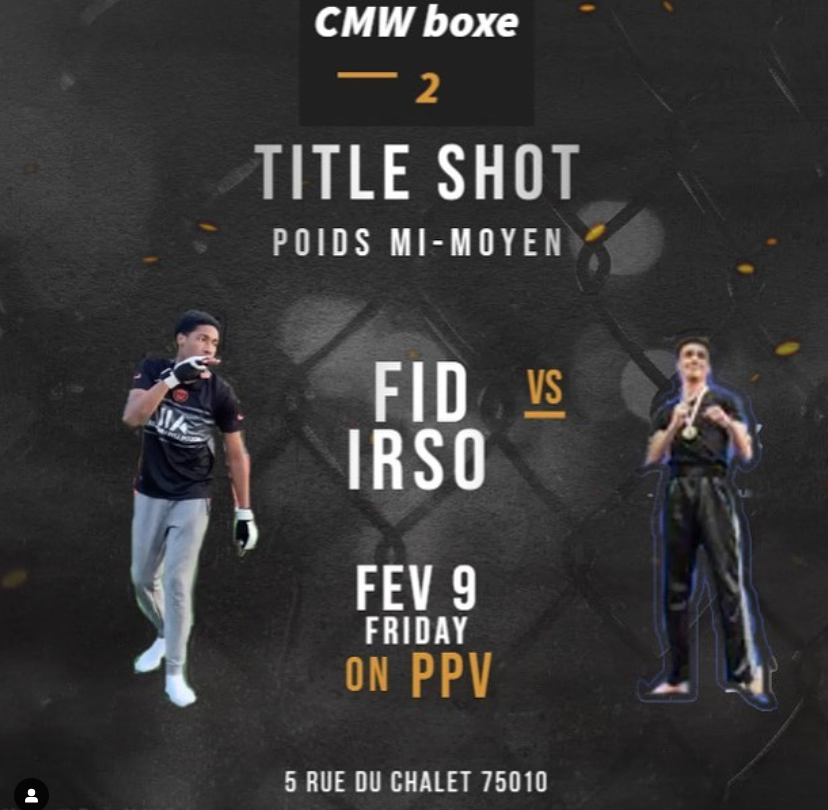 CMW boxe
2
TITLE SHOT
POIDS MI-MOYEN
FID
VS
IRSO
FEV 9
FRIDAY
ON PPV
5 RUE DU CHALET 75010